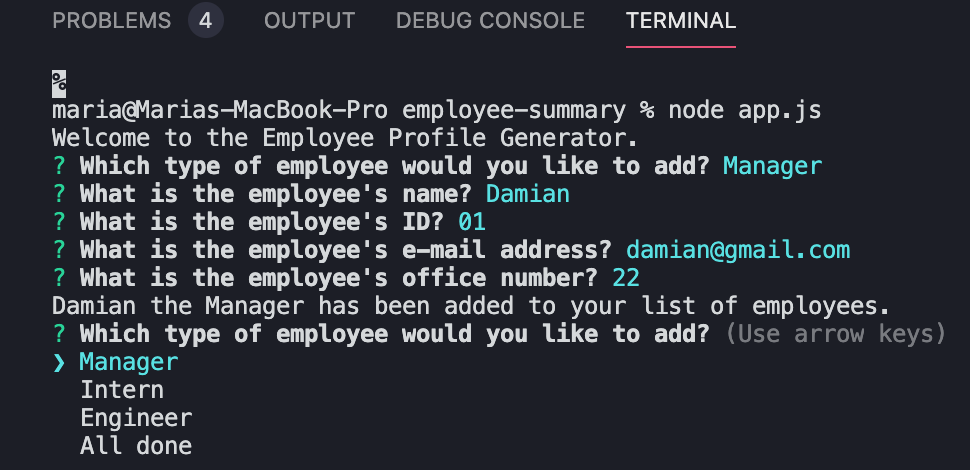 PROBLEMS 4 OUTPUT DEBUG CONSOLE TERMINAL
%
maria@Marias-MacBook-Pro employee-summary % node app.js
Welcome to the Employee Profile Generator.
? Which type of employee would you like to add? Manager
? What is the employee's name? Damian
? What is the employee's ID? 01
? What is the employee's e-mail address? damian@gmail.com
? What is the employee's office number? 22
Damian the Manager has been added to your list of employees.
? Which type of employee would you like to add? (Use arrow keys)
❯ Manager
Intern
Engineer
All done